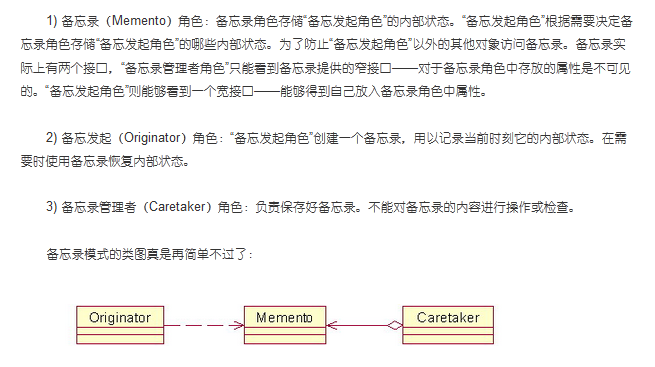 1) 备忘录（Memento）角色：备忘录角色存储“备忘发起角色”的内部状态。“备忘发起角色”根据需要决定备
忘录角色存储“备忘发起角色”的哪些内部状态。为了防止“备忘发起角色”以外的其他对象访问备忘录。备忘录实
际上有两个接口，“备忘录管理者角色”只能看到备忘录提供的窄接口——对于备忘录角色中存放的属性是不可见
的。“备忘发起角色”则能够看到一个宽接口——能够得到自己放入备忘录角色中属性。
2) 备忘发起（Originator）角色：“备忘发起角色”创建一个备忘录，用以记录当前时刻它的内部状态。在需
要时使用备忘录恢复内部状态。
3) 备忘录管理者（Caretaker）角色：负责保存好备忘录。不能对备忘录的内容进行操作或检查。
备忘录模式的类图真是再简单不过了：
Originator Memento Caretaker